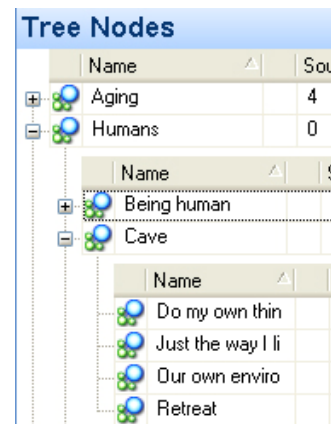 Tree Nodes
Name Sou
Aging 4
Humans 0
Name S
Being human
Cave
Name
Do my own thin
Just the way I li
Our own enviro
Retreat